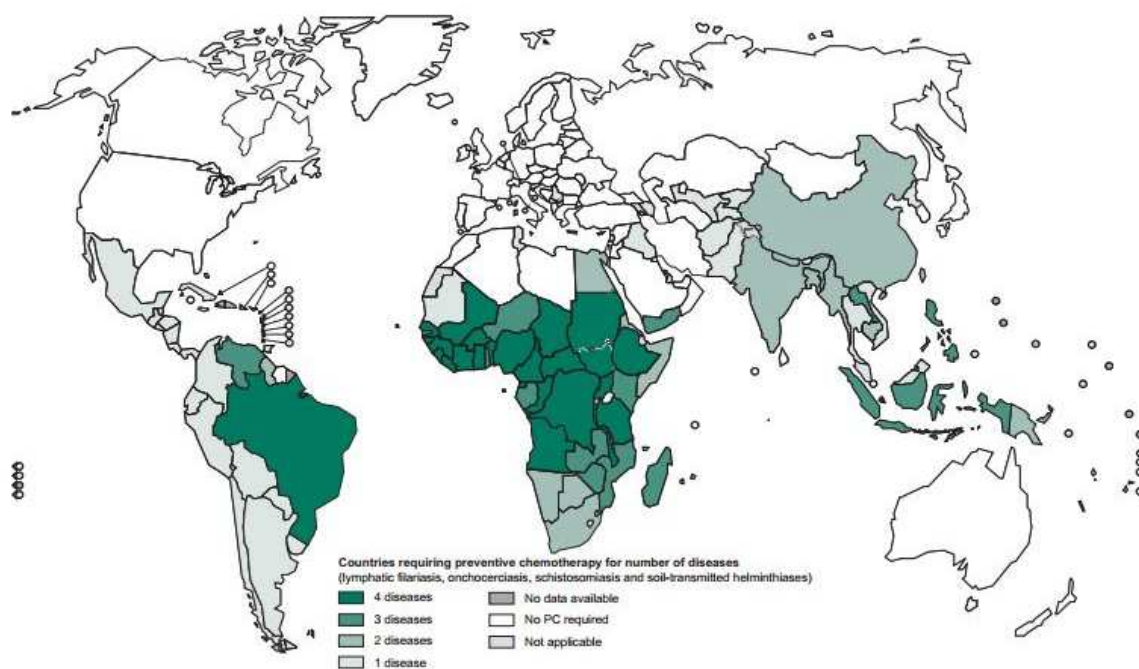 Countries requiring preventive chemotherapy for number of diseases
(lymphatic filariasis, onchocerciasis, schistosomiasis and soil-transmitted helminthiases)
4 diseases
3 diseases
2 diseases
1 disease
No data available
No PC required
Not applicable